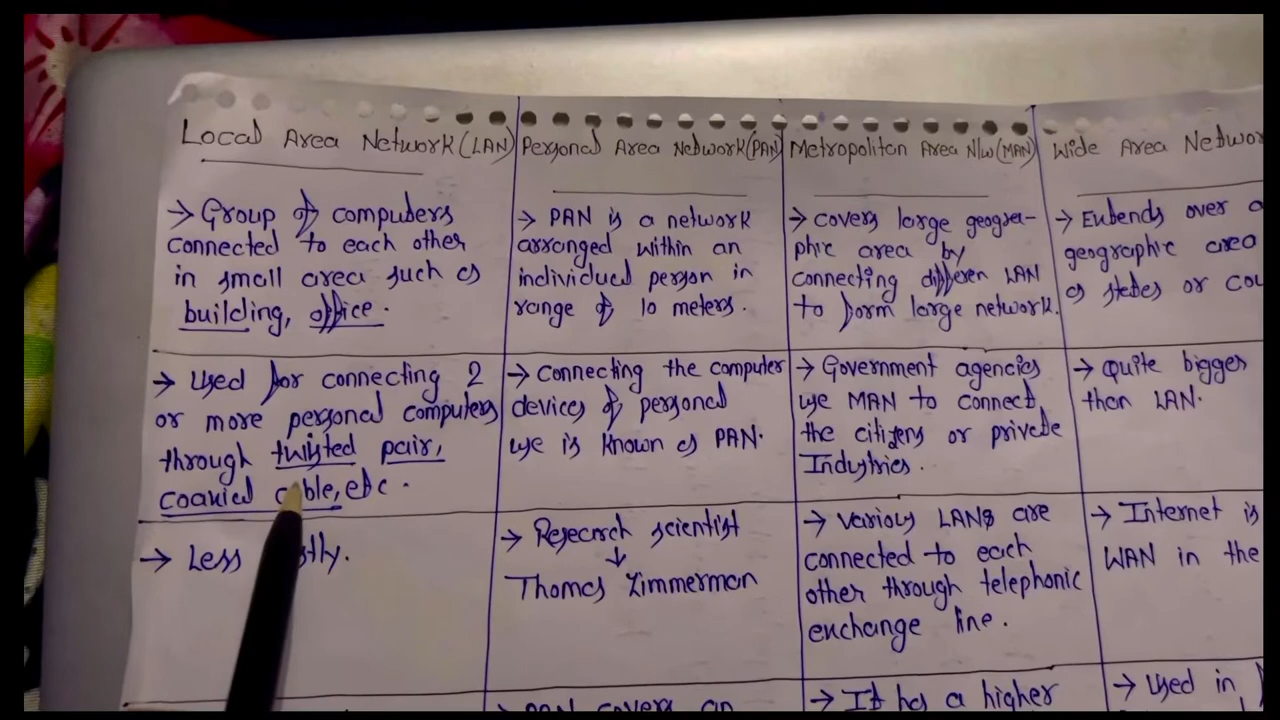 Local Area Network (LAN)
→ Group of computers
connected to each other
in small area such as
building, office.
→ Used for connecting 2
or more personal computers
through twisted pair,
coaxial cable, etc.
→ Less
Personal Area Network (PAN)
→ PAN is a network
arranged within an
individual person in
range of 10 meters.
→ Connecting the computer
devices of personal
use is known as PAN.
→ Research scientist
↓
Thomas Zimmerman
PAN covers an
Metropolitan Area N/w (MAN)
→ covers large geogra-
phic area by
connecting differen LAN
to form large network.
→ Government agencies
use MAN to connect
the citizens or private
Industries.
→ Various LANs are
connected to each
other through telephonic
exchange line.
→ It has a higher
Wide Area Networ
→ Extends over a
geographic area
as states or cou
→ Quite bigger
than LAN.
→ Internet is
WAN in the
→ Used in